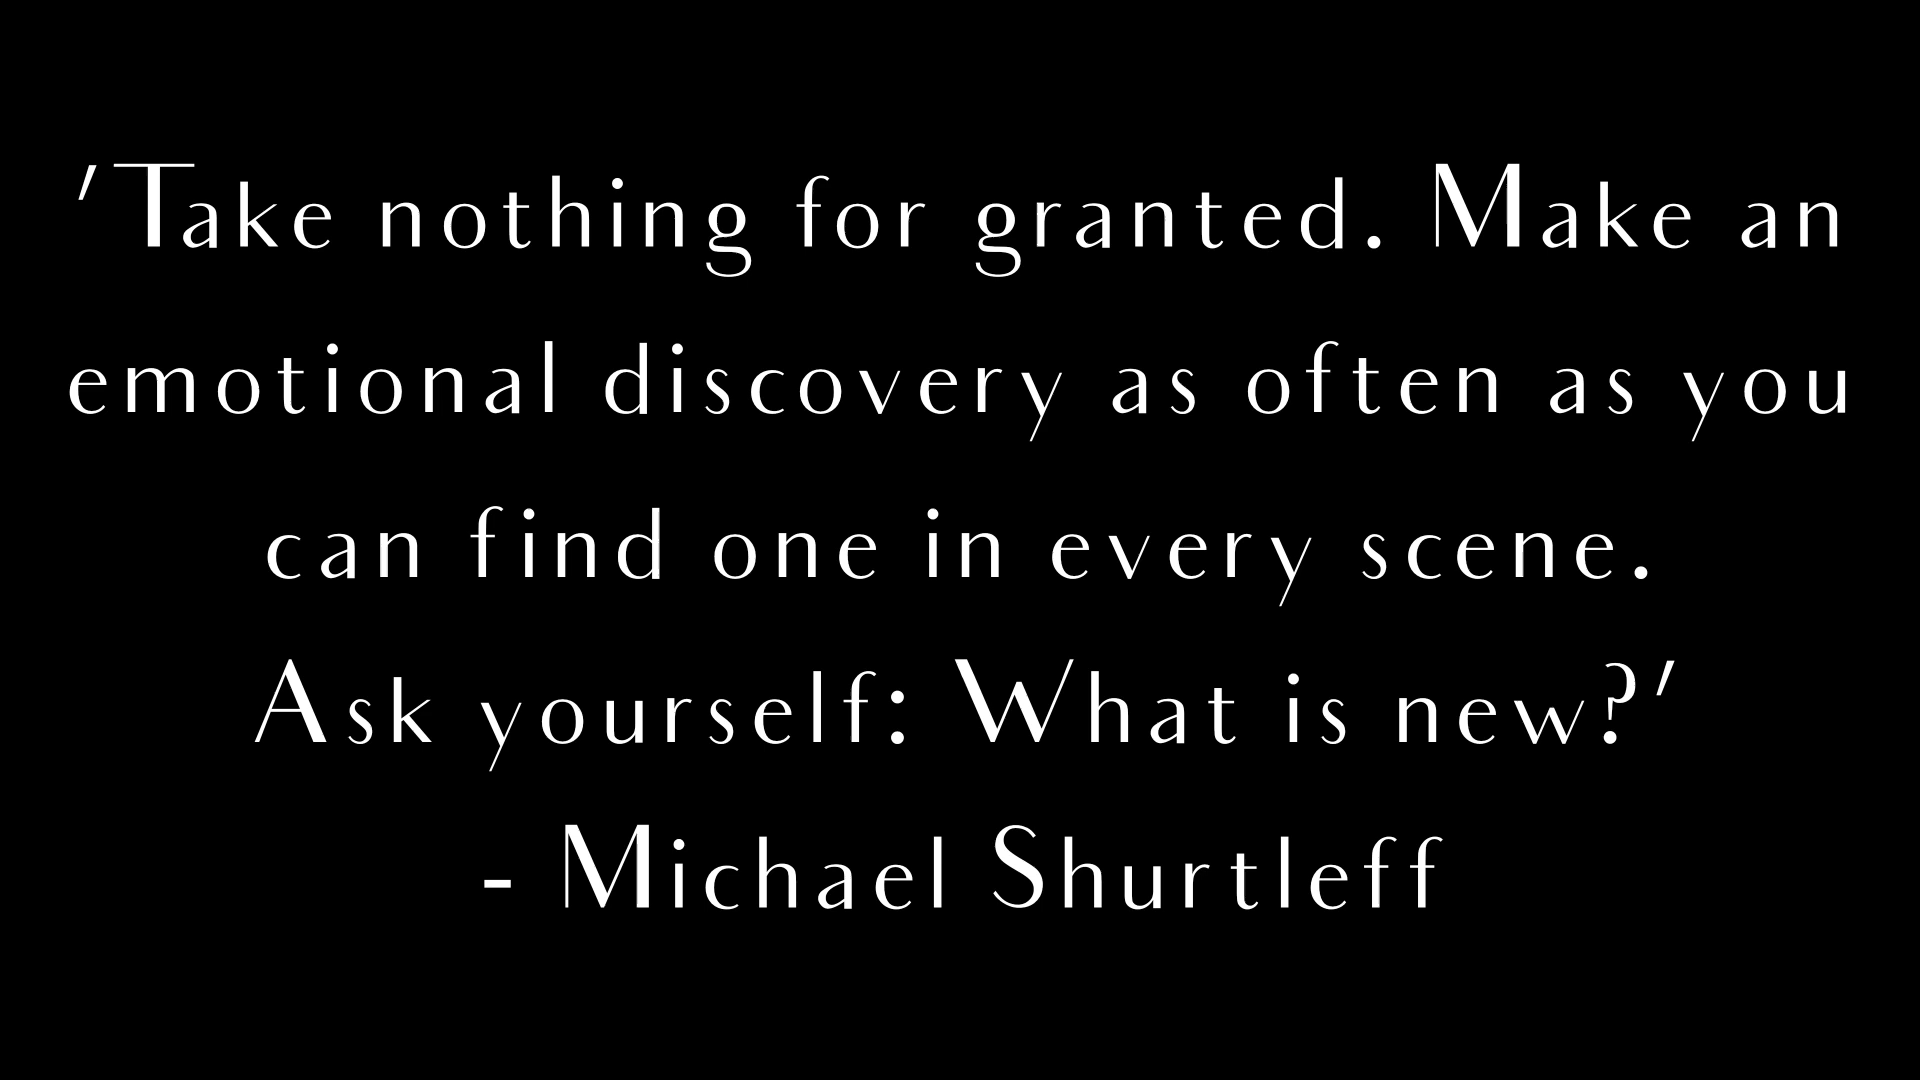 'Take nothing for granted. Make an
emotional discovery as often as you
can find one in every scene.
Ask yourself: What is new?'
- Michael Shurtleff